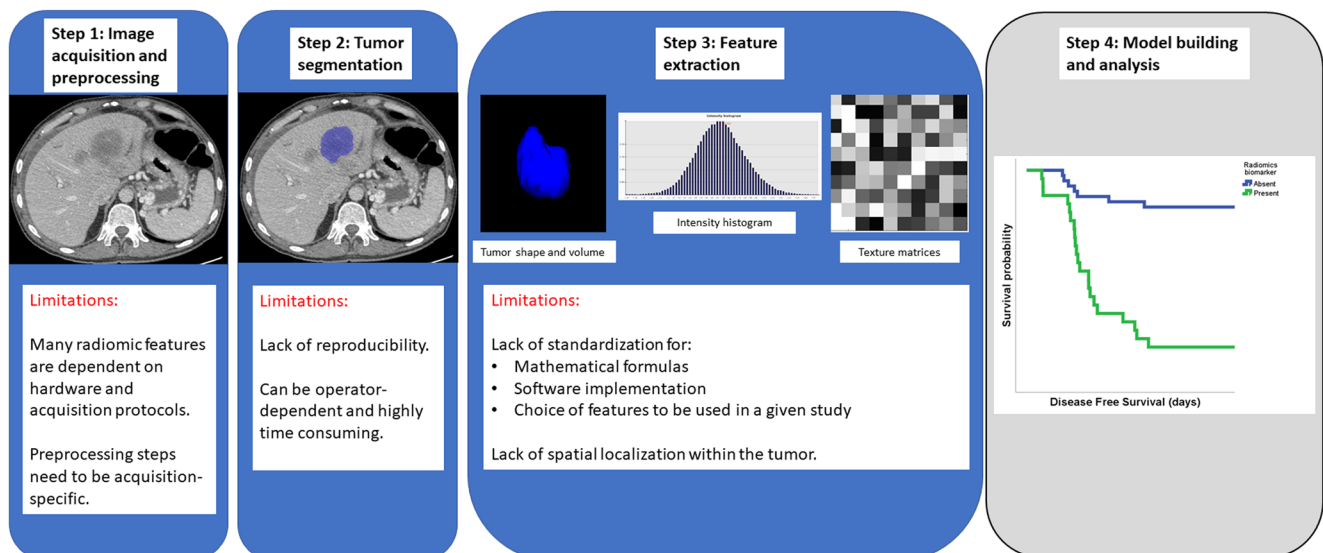 Step 1: Image
acquisition and
preprocessing
Limitations:
Many radiomic features
are dependent on
hardware and
acquisition protocols.
Preprocessing steps
need to be acquisition-
specific.
Step 2: Tumor
segmentation
Limitations:
Lack of reproducibility.
Can be operator-
dependent and highly
time consuming.
Step 3: Feature
extraction
Tumor shape and volume
Intensity histogram
Intensity histogram
Texture matrices
Limitations:
Lack of standardization for:
• Mathematical formulas
• Software implementation
• Choice of features to be used in a given study
Lack of spatial localization within the tumor.
Step 4: Model building
and analysis
Radiomics
biomarker
Absent
Present
Survival probability
Disease Free Survival (days)